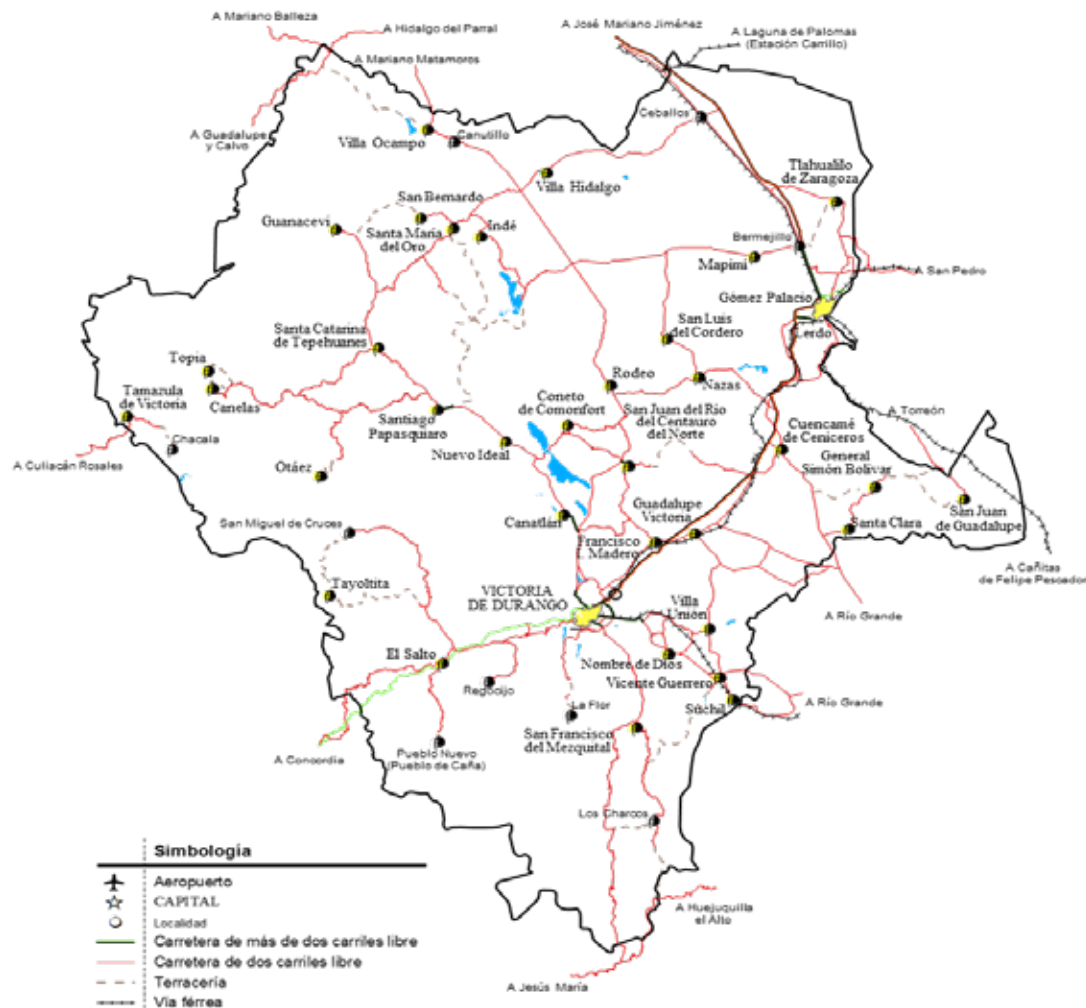 A Mariano Balleza
A Hidalgo del Parral
A José Mariano Jiménez
A Laguna de Palomas
(Estación Carrillo)
A Mariano Matamoros
A Guadalupe
y Calvo
Villa Ocampo
Canutillo
Ceballos
Tlahualilo
de Zaragoza
Villa Hidalgo
San Bernardo
Guanaceví
Santa María
del Oro
Indé
Bermejillo
Mapimí
A San Pedro
Gómez Palacio
Lerdo
San Luis
del Cordero
Santa Catarina
de Tepehuanes
Topia
Canelas
Tamazula
de Victoria
Chacala
A Culiacán Rosales
Rodeo
Nazas
Coneto
de Comonfort
San Juan del Río
del Centauro
del Norte
Santiago
Papasquiaro
Nuevo Ideal
Otáez
A Torreón
Cuencamé
de Ceniceros
General
Simón Bolívar
San Juan
de Guadalupe
Santa Clara
Guadalupe
Victoria
Canatlán
Francisco
I. Madero
San Miguel de Cruces
Tayoltita
A Cañitas
de Felipe Pescador
A Río Grande
VICTORIA
DE DURANGO
Villa
Unión
El Salto
Regocijo
Nombre de Dios
Vicente Guerrero
Súchil
A Río Grande
La Flor
San Francisco
del Mezquital
A Concordia
Pueblo Nuevo
(Pueblo de Caña)
Los Charcos
A Huejuquilla
el Alto
A Jesús María
Simbología
Aeropuerto
CAPITAL
Localidad
Carretera de más de dos carriles libre
Carretera de dos carriles libre
Terracería
Vía férrea